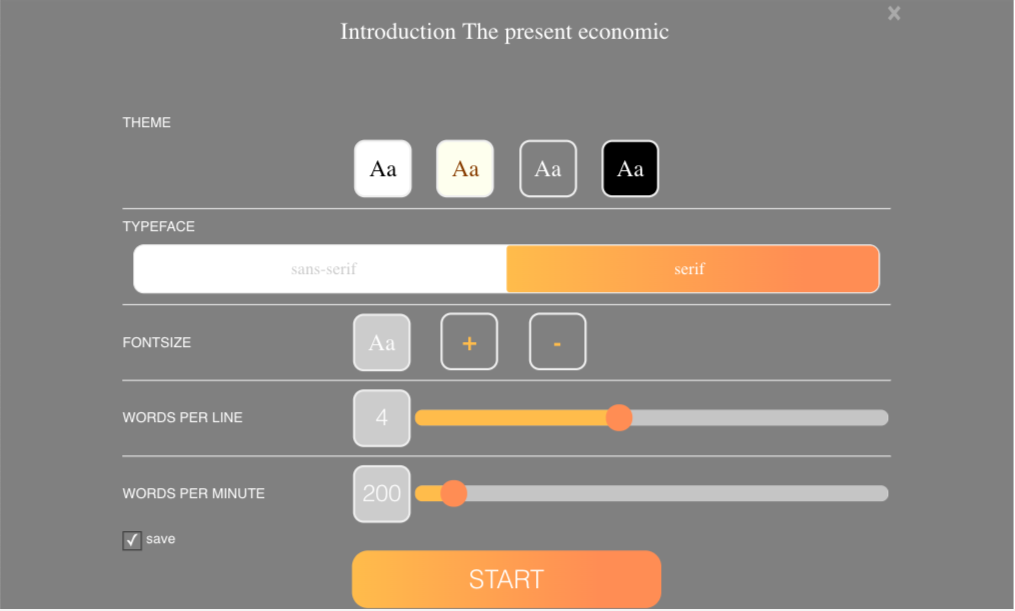 ×
Introduction The present economic
THEME
Aa Aa Aa Aa
TYPEFACE
sans-serif serif
FONTSIZE Aa + -
WORDS PER LINE 4
WORDS PER MINUTE 200
✓ save
START